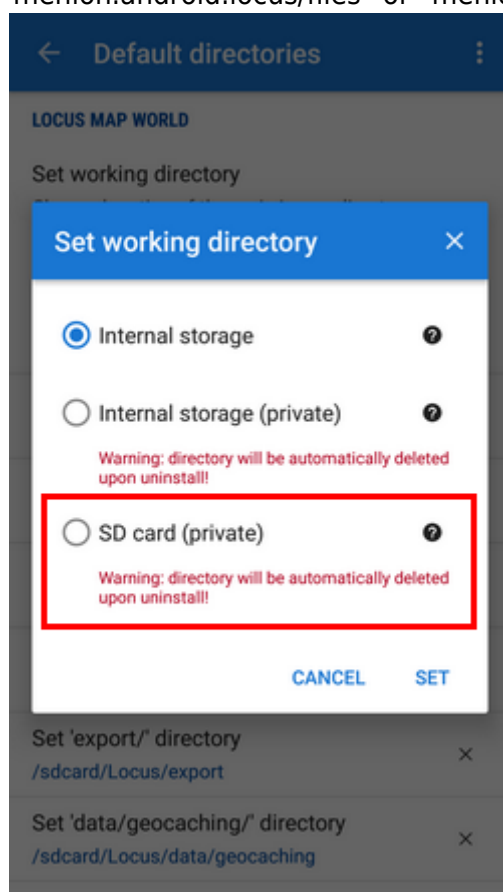 Default directories
LOCUS MAP WORLD
Set working directory
Set working directory
Internal storage
Internal storage (private)
Warning: directory will be automatically deleted
upon uninstall!
SD card (private)
Warning: directory will be automatically deleted
upon uninstall!
CANCEL SET
Set 'export/' directory
/sdcard/Locus/export
Set 'data/geocaching/' directory
/sdcard/Locus/data/geocaching